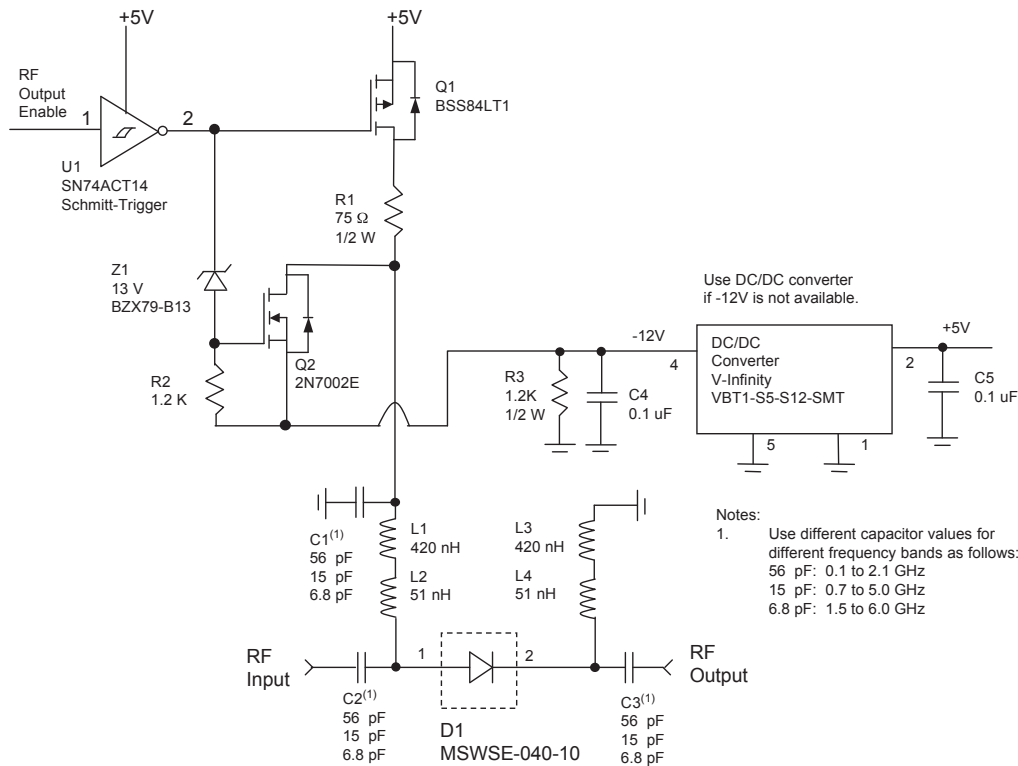 +5V
+5V
RF
Output
Enable
1
2
U1
SN74ACT14
Schmitt-Trigger
Q1
BSS84LT1
R1
75 Ω
1/2 W
Z1
13 V
BZX79-B13
Q2
2N7002E
R2
1.2 K
Use DC/DC converter
if -12V is not available.
-12V
4
DC/DC
Converter
V-Infinity
VBT1-S5-S12-SMT
2
+5V
5
1
R3
1.2K
1/2 W
C4
0.1 uF
C5
0.1 uF
C1(1)
56 pF
15 pF
6.8 pF
L1
420 nH
L2
51 nH
L3
420 nH
L4
51 nH
Notes:
1. Use different capacitor values for
different frequency bands as follows:
56 pF: 0.1 to 2.1 GHz
15 pF: 0.7 to 5.0 GHz
6.8 pF: 1.5 to 6.0 GHz
RF
Input
1
2
RF
Output
C2(1)
56 pF
15 pF
6.8 pF
D1
MSWSE-040-10
C3(1)
56 pF
15 pF
6.8 pF